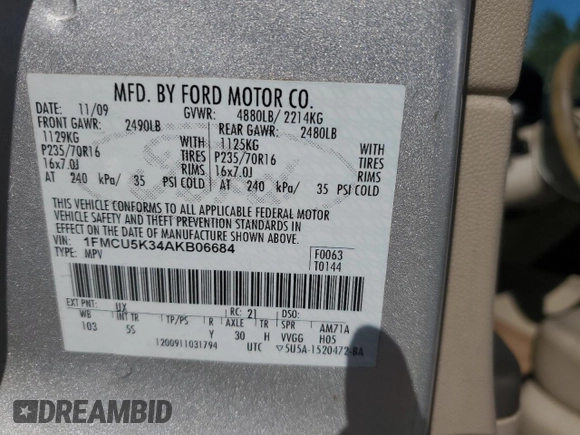 MFD. BY FORD MOTOR CO.
DATE: 11/09 GVWR: 4880LB/ 2214KG
FRONT GAWR: 2490LB REAR GAWR: 2480LB
1129KG WITH 1125KG WITH
P235/70R16 TIRES P235/70R16 TIRES
16x7.0J RIMS 16x7.0J RIMS
AT 240 kPa/ 35 PSI COLD AT 240 kPa/ 35 PSI COLD
THIS VEHICLE CONFORMS TO ALL APPLICABLE FEDERAL MOTOR
VEHICLE SAFETY AND THEFT PREVENTION STANDARDS IN
EFFECT ON THE DATE OF MANUFACTURE SHOWN ABOVE.
VIN: 1FMCU5K34AKB06684 F0063
TYPE: MPV T0144
EXT PNT: UX RC: 21 DSO:
WB INT TR TP/PS R AXLE TR SPR AM71A
103 5S Y 30 H VVGG H05
1200911031794 UTC ▽5U5A-1520472-BA
DREAMBID